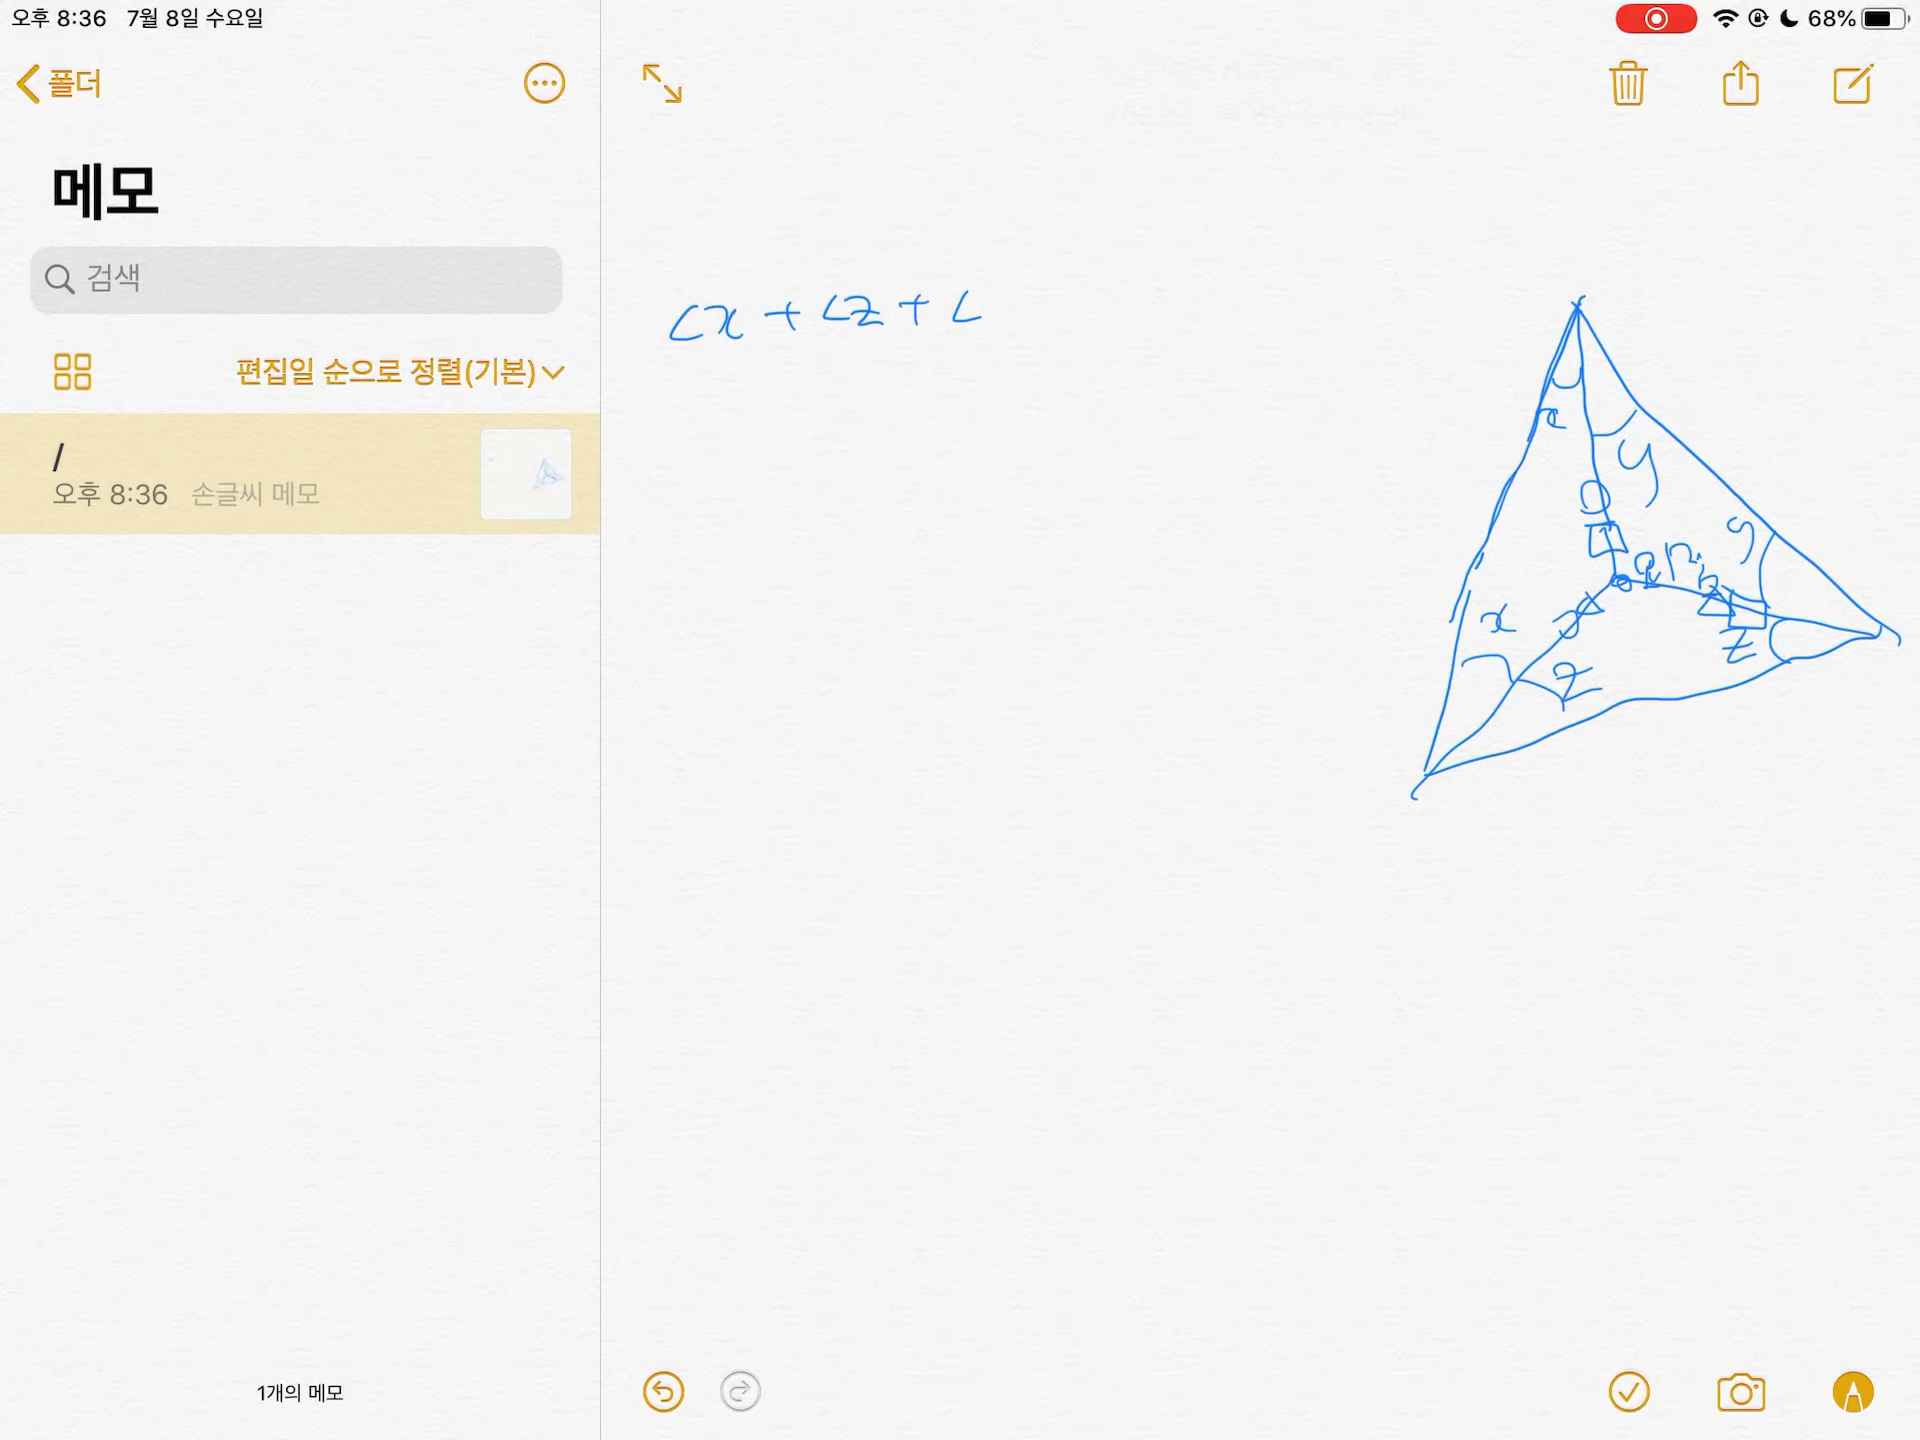 오후 8:36 7월 8일 수요일
68%
폴더
메모
검색
편집일 순으로 정렬(기본)
/
오후 8:36 손글씨 메모
1개의 메모
∠x + ∠z + ∠
x
y
y
x
z
z